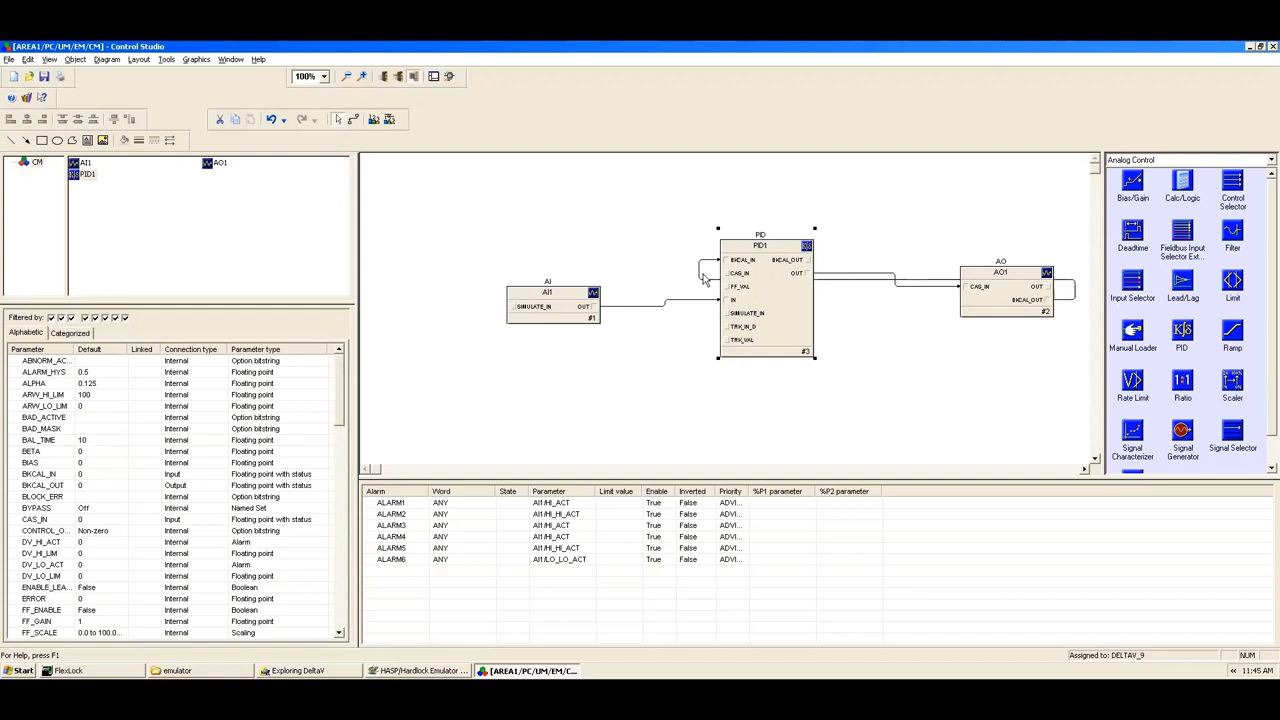 [AREA1/PC/UM/EM/CM] - Control Studio
File Edit View Object Diagram Layout Tools Graphics Window Help
100%
CM
AI1 AO1
PID1
Filtered by:
Alphabetic Categorized
Parameter Default Linked Connection type Parameter type
ABNORM_AC... Internal Option bitstring
ALARM_HYS 0.5 Internal Floating point
ALPHA 0.125 Internal Floating point
ARW_HI_LIM 100 Internal Floating point
ARW_LO_LIM 0 Internal Floating point
BAD_ACTIVE Internal Option bitstring
BAD_MASK Internal Option bitstring
BAL_TIME 10 Internal Floating point
BETA 0 Internal Floating point
BIAS 0 Internal Floating point
BKCAL_IN 0 Input Floating point with status
BKCAL_OUT 0 Output Floating point with status
BLOCK_ERR Internal Option bitstring
BYPASS Off Internal Named Set
CAS_IN 0 Input Floating point with status
CONTROL_O... Non-zero Internal Option bitstring
DV_HI_ACT 0 Internal Alarm
DV_HI_LIM 0 Internal Floating point
DV_LO_ACT 0 Internal Alarm
DV_LO_LIM 0 Internal Floating point
ENABLE_LEA... False Internal Boolean
ERROR 0 Internal Floating point
FF_ENABLE False Internal Boolean
FF_GAIN 1 Internal Floating point
FF_SCALE 0.0 to 100.0... Internal Scaling
AI
AI1
SIMULATE_IN OUT
#1
PID
PID1
BKCAL_IN BKCAL_OUT
CAS_IN OUT
FF_VAL
IN
SIMULATE_IN
TRK_IN_D
TRK_VAL
#3
AO
AO1
CAS_IN OUT
BKCAL_OUT
#2
Analog Control
Bias/Gain Calc/Logic Control Selector
Deadtime Fieldbus Input Selector Ext... Filter
Input Selector Lead/Lag Limit
Manual Loader PID Ramp
Rate Limit Ratio Scaler
Signal Characterizer Signal Generator Signal Selector
Alarm Word State Parameter Limit value Enable Inverted Priority %P1 parameter %P2 parameter
ALARM1 ANY AI1/HI_ACT True False ADVI...
ALARM2 ANY AI1/HI_HI_ACT True False ADVI...
ALARM3 ANY AI1/HI_ACT True False ADVI...
ALARM4 ANY AI1/HI_ACT True False ADVI...
ALARM5 ANY AI1/HI_HI_ACT True False ADVI...
ALARM6 ANY AI1/LO_LO_ACT True False ADVI...
For Help, press F1 Assigned to: DELTAV_9 NUM
Start FlexLock emulator Exploring DeltaV HASP/Hardlock Emulator ... [AREA1/PC/UM/EM/C... 11:45 AM